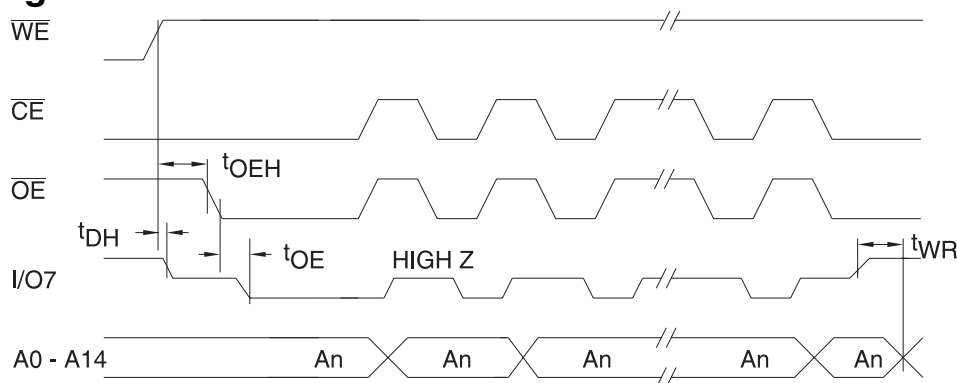 WE
CE
tOEH
OE
tDH
tOE
HIGH Z
tWR
I/O7
A0 - A14 An An An An An